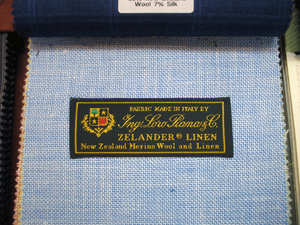 Wool 7% Silk
FABRIC MADE IN ITALY BY
Ing. Loro Piana & C.
ZELANDER® LINEN
New Zealand Merino Wool and Linen